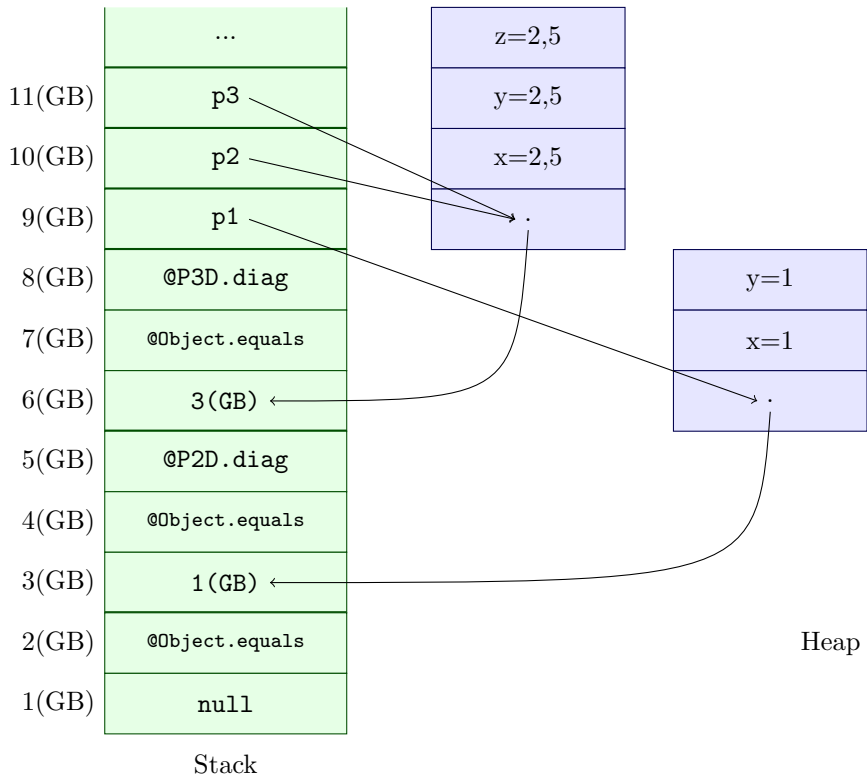 ... z=2,5
11(GB) p3 y=2,5
10(GB) p2 x=2,5
9(GB) p1 .
8(GB) @P3D.diag y=1
7(GB) @Object.equals x=1
6(GB) 3(GB) .
5(GB) @P2D.diag
4(GB) @Object.equals
3(GB) 1(GB)
2(GB) @Object.equals Heap
1(GB) null
Stack